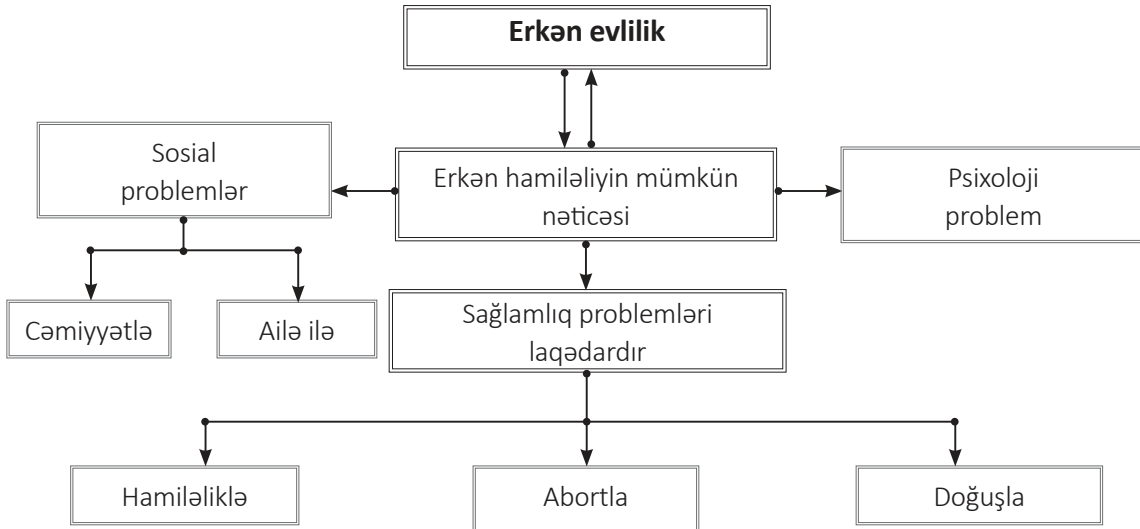 Erkən evlilik
Sosial
problemlər
Erkən hamiləliyin mümkün
nəticəsi
Psixoloji
problem
Cəmiyyətlə
Ailə ilə
Sağlamlıq problemləri
laqədardır
Hamiləliklə
Abortla
Doğuşla